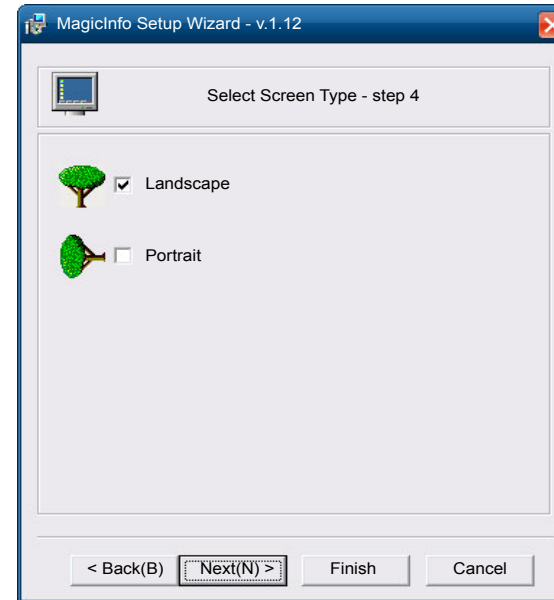 MagicInfo Setup Wizard - v.1.12
Select Screen Type - step 4
Landscape
Portrait
< Back(B) Next(N) > Finish Cancel